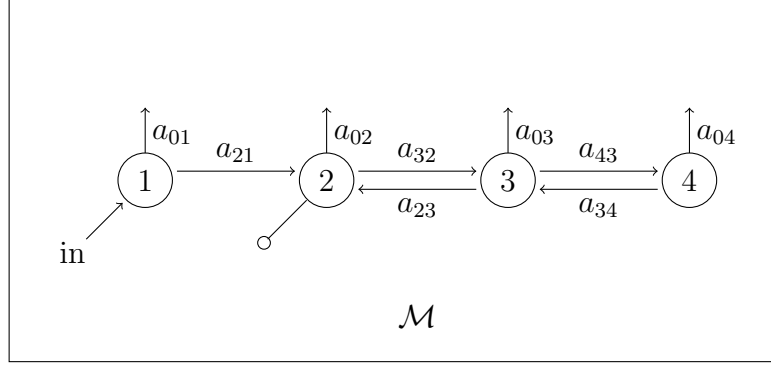 a₀₁ a₀₂ a₀₃ a₀₄
a₂₁ a₃₂ a₄₃
1 2 3 4
a₂₃ a₃₄
in
ℳ